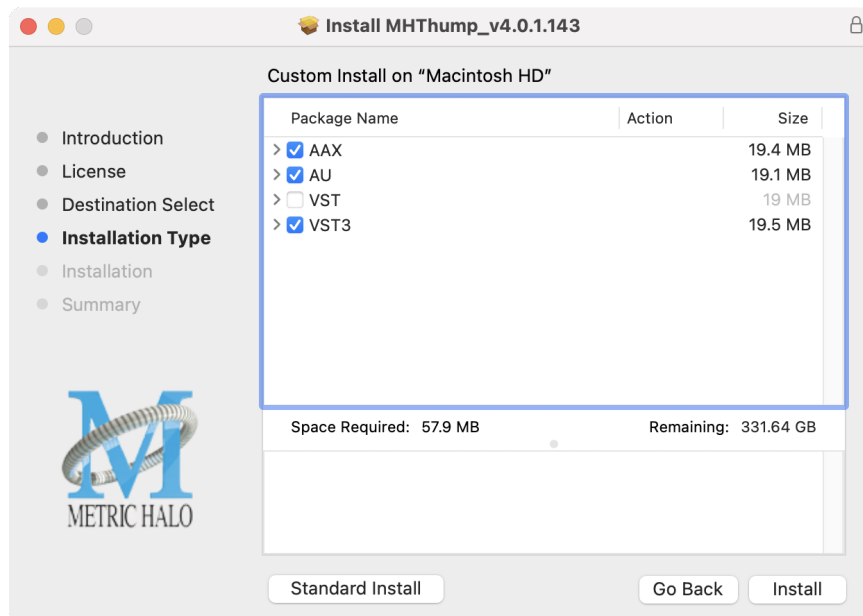 Install MHThump_v4.0.1.143
Custom Install on “Macintosh HD”
Introduction
License
Destination Select
Installation Type
Installation
Summary
Package Name Action Size
AAX 19.4 MB
AU 19.1 MB
VST 19 MB
VST3 19.5 MB
Space Required: 57.9 MB Remaining: 331.64 GB
M
METRIC HALO
Standard Install Go Back Install